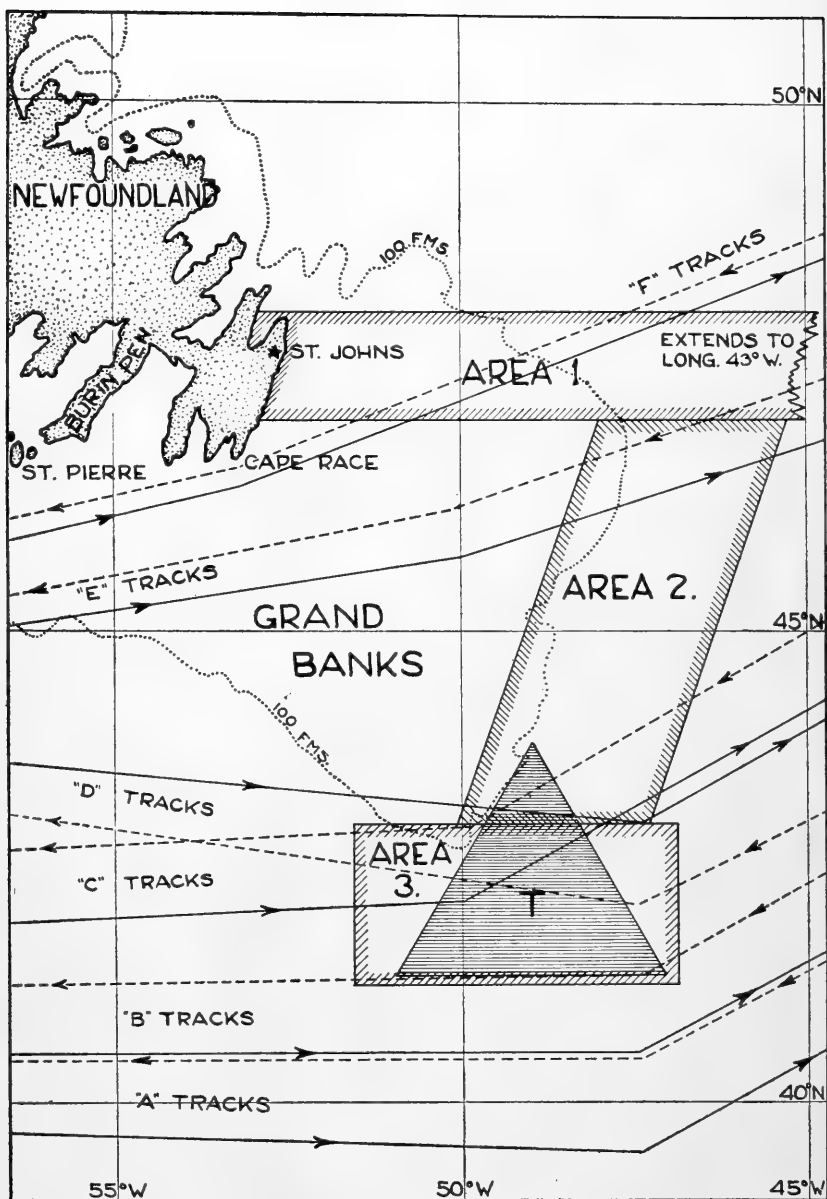 50°N
NEWFOUNDLAND
100 FMS.
"F" TRACKS
ST. JOHNS
AREA 1
EXTENDS TO
LONG. 43° W.
BURIN PEN
ST. PIERRE
CAPE RACE
"E" TRACKS
AREA 2.
GRAND
BANKS
45°N
100 FMS.
"D" TRACKS
AREA
3.
"C" TRACKS
T
"B" TRACKS
"A" TRACKS
40°N
55°W
50°W
45°W